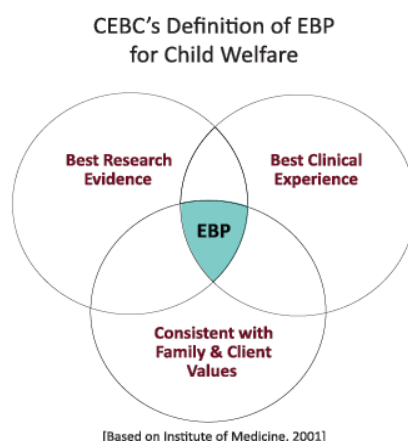 CEBC's Definition of EBP
for Child Welfare
Best Research
Evidence
Best Clinical
Experience
EBP
Consistent with
Family & Client
Values
[Based on Institute of Medicine, 2001]